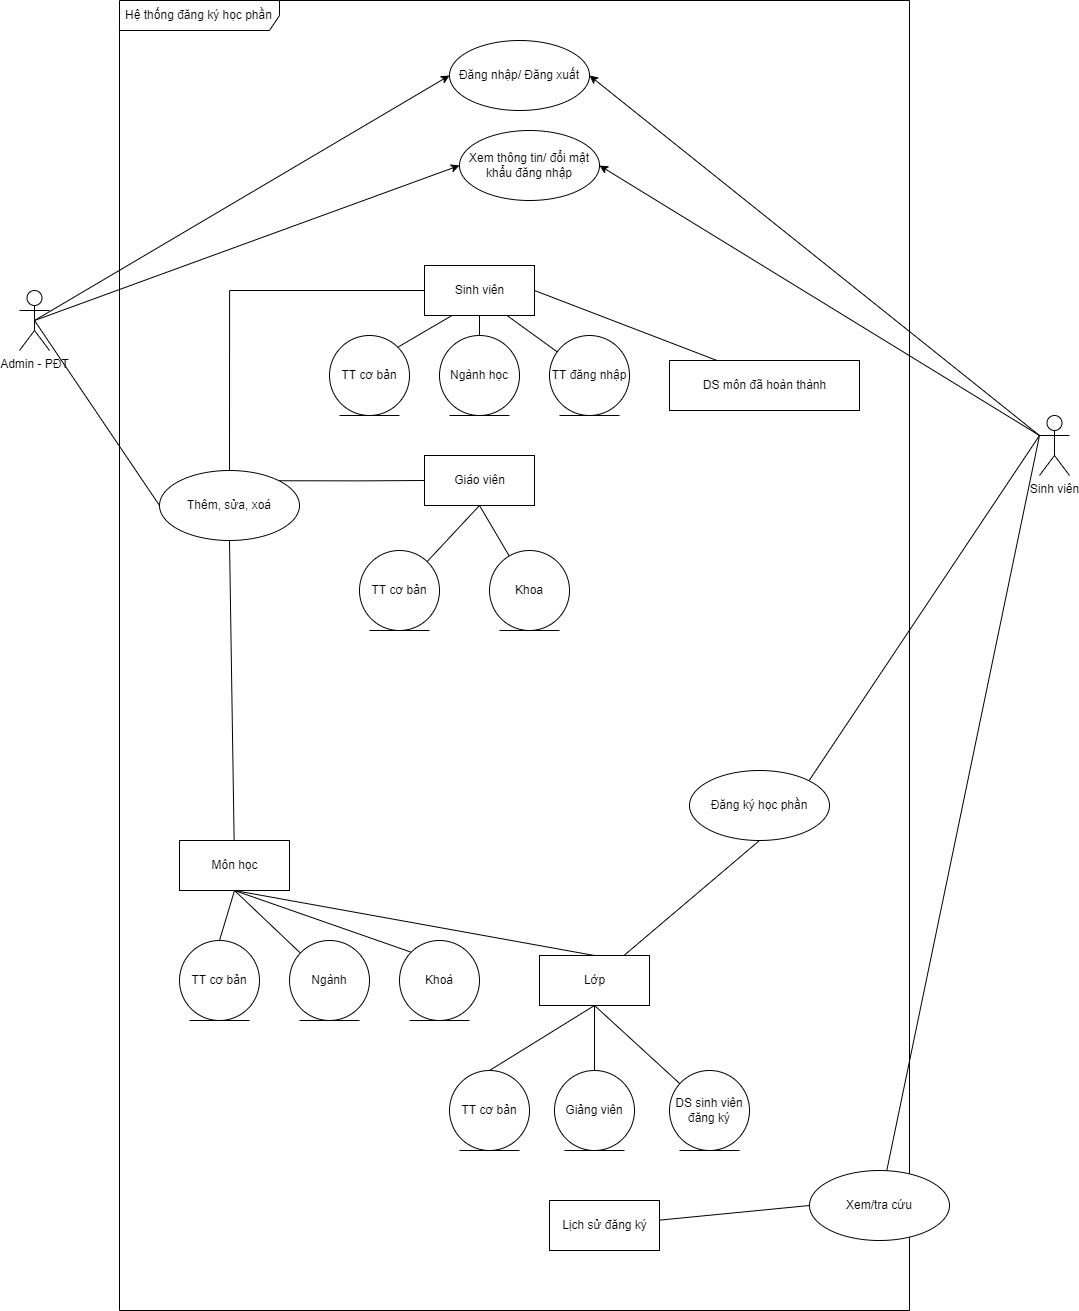 Hệ thống đăng ký học phần
Đăng nhập/ Đăng xuất
Xem thông tin/ đổi mật
khẩu đăng nhập
Sinh viên
Admin - PĐT
TT cơ bản
Ngành học
TT đăng nhập
DS môn đã hoàn thành
Giáo viên
Sinh viên
Thêm, sửa, xoá
TT cơ bản
Khoa
Đăng ký học phần
Môn học
TT cơ bản
Ngành
Khoá
Lớp
TT cơ bản
Giảng viên
DS sinh viên
đăng ký
Xem/tra cứu
Lịch sử đăng ký